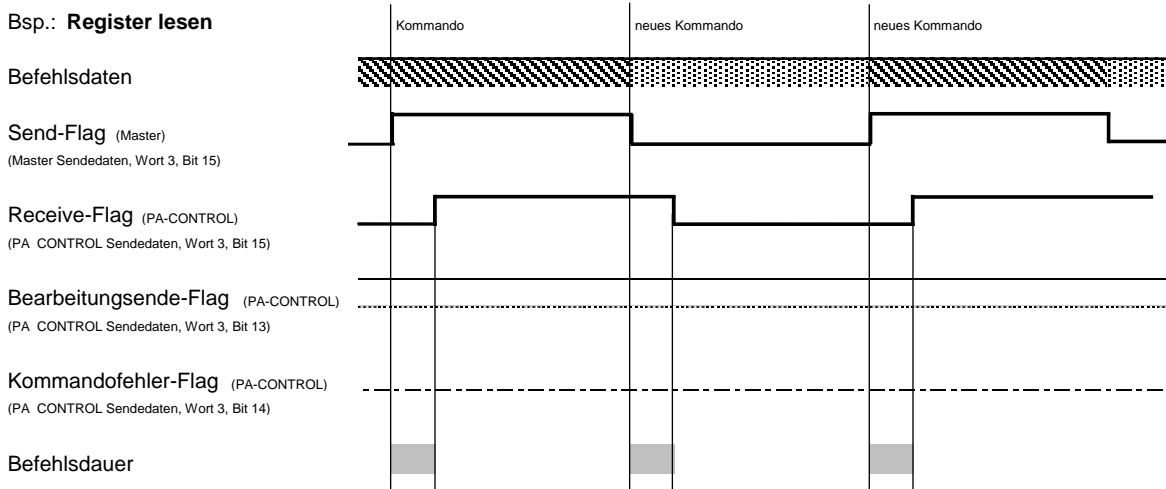 Bsp.: Register lesen
Kommando
neues Kommando
neues Kommando
Befehlsdaten
Send-Flag (Master)
(Master Sendedaten, Wort 3, Bit 15)
Receive-Flag (PA-CONTROL)
(PA CONTROL Sendedaten, Wort 3, Bit 15)
Bearbeitungsende-Flag (PA-CONTROL)
(PA CONTROL Sendedaten, Wort 3, Bit 13)
Kommandofehler-Flag (PA-CONTROL)
(PA CONTROL Sendedaten, Wort 3, Bit 14)
Befehlsdauer